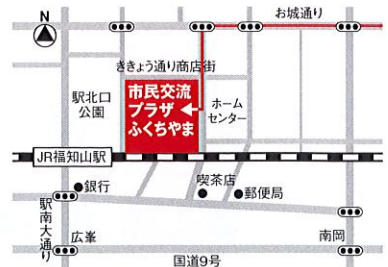 N
お城通り
ききょう通り商店街
駅北口
公園
市民交流
プラザ
ふくちやま
ホーム
センター
JR福知山駅
銀行
喫茶店
郵便局
駅南大通り
広峯
南岡
国道9号